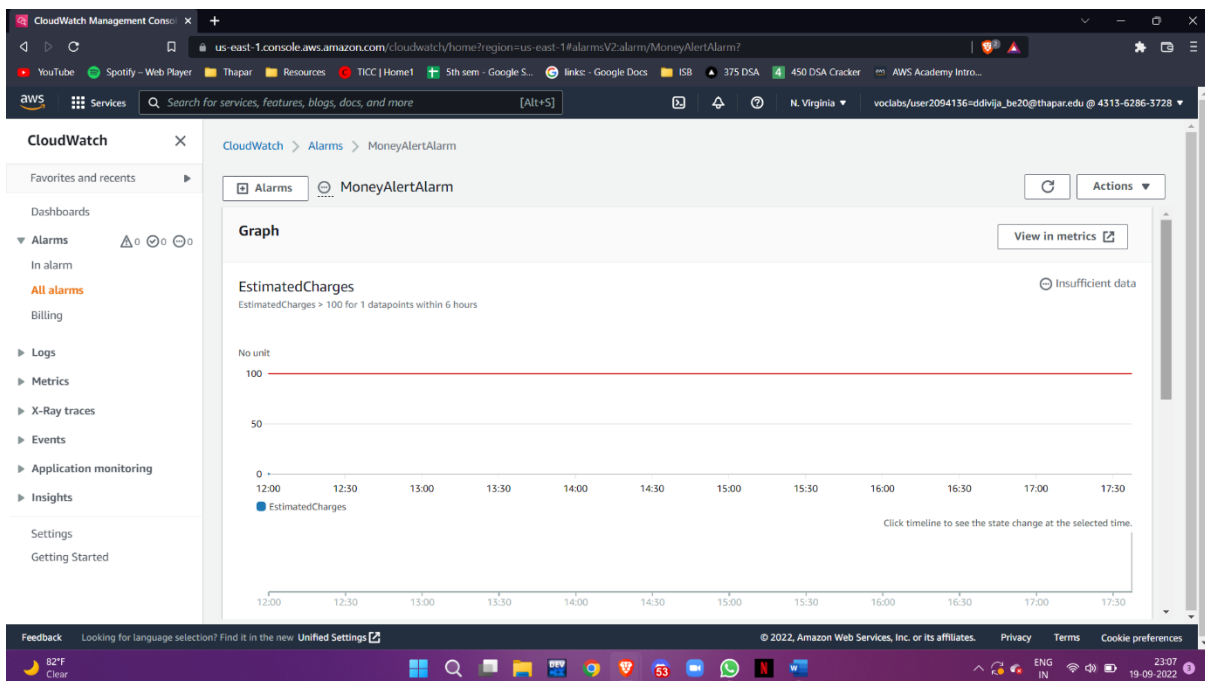 CloudWatch Management Consol
us-east-1.console.aws.amazon.com/cloudwatch/home?region=us-east-1#alarmsV2:alarm/MoneyAlertAlarm?
YouTube Spotify – Web Player Thapar Resources TICC | Home1 5th sem - Google S... links: - Google Docs ISB 375 DSA 4 450 DSA Cracker AWS Academy Intro...
aws Services Search for services, features, blogs, docs, and more [Alt+S] N. Virginia voclabs/user2094136=ddivija_be20@thapar.edu @ 4313-6286-3728
CloudWatch
CloudWatch > Alarms > MoneyAlertAlarm
Favorites and recents
Alarms MoneyAlertAlarm Actions
Dashboards
Graph View in metrics
Alarms 0 0 0
In alarm
All alarms
Billing
EstimatedCharges Insufficient data
EstimatedCharges > 100 for 1 datapoints within 6 hours
Logs
Metrics
X-Ray traces
Events
Application monitoring
Insights
Settings
Getting Started
No unit
100
50
0
12:00 12:30 13:00 13:30 14:00 14:30 15:00 15:30 16:00 16:30 17:00 17:30
EstimatedCharges
Click timeline to see the state change at the selected time.
12:00 12:30 13:00 13:30 14:00 14:30 15:00 15:30 16:00 16:30 17:00 17:30
Feedback Looking for language selection? Find it in the new Unified Settings © 2022, Amazon Web Services, Inc. or its affiliates. Privacy Terms Cookie preferences
82°F
Clear
DEV
53
N
W
ENG
IN
23:07
19-09-2022
3